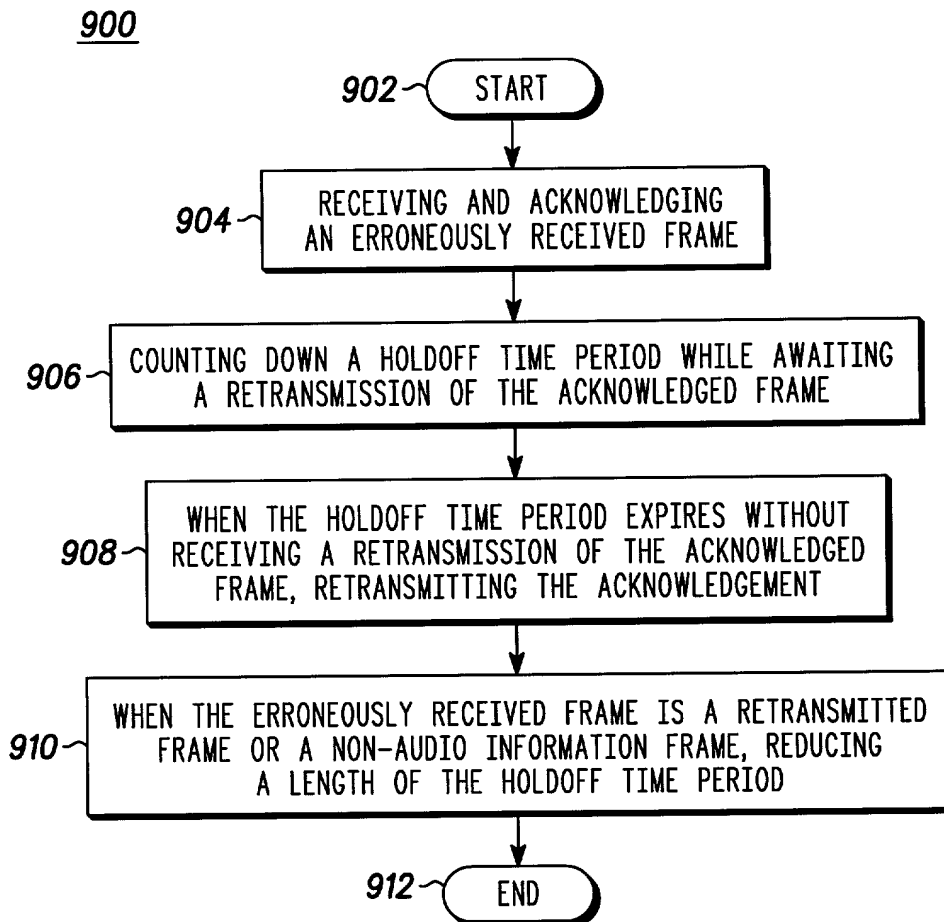 900
902
START
904
RECEIVING AND ACKNOWLEDGING
AN ERRONEOUSLY RECEIVED FRAME
906
COUNTING DOWN A HOLDOFF TIME PERIOD WHILE AWAITING
A RETRANSMISSION OF THE ACKNOWLEDGED FRAME
908
WHEN THE HOLDOFF TIME PERIOD EXPIRES WITHOUT
RECEIVING A RETRANSMISSION OF THE ACKNOWLEDGED
FRAME, RETRANSMITTING THE ACKNOWLEDGEMENT
910
WHEN THE ERRONEOUSLY RECEIVED FRAME IS A RETRANSMITTED
FRAME OR A NON-AUDIO INFORMATION FRAME, REDUCING
A LENGTH OF THE HOLDOFF TIME PERIOD
912
END